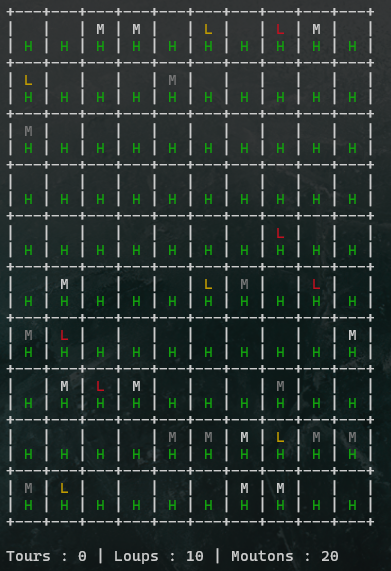 +---+---+---+---+---+---+---+---+---+---+
|   |   | M | M |   | L |   | L | M |   |
| H | H | H | H | H | H | H | H | H | H |
+---+---+---+---+---+---+---+---+---+---+
| L |   |   |   | M |   |   |   |   |   |
| H | H | H | H | H | H | H | H | H | H |
+---+---+---+---+---+---+---+---+---+---+
| M |   |   |   |   |   |   |   |   |   |
| H | H | H | H | H | H | H | H | H | H |
+---+---+---+---+---+---+---+---+---+---+
|   |   |   |   |   |   |   |   |   |   |
| H | H | H | H | H | H | H | H | H | H |
+---+---+---+---+---+---+---+---+---+---+
|   |   |   |   |   |   |   | L |   |   |
| H | H | H | H | H | H | H | H | H | H |
+---+---+---+---+---+---+---+---+---+---+
|   | M |   |   |   | L | M |   | L |   |
| H | H | H | H | H | H | H | H | H | H |
+---+---+---+---+---+---+---+---+---+---+
| M | L |   |   |   |   |   |   |   | M |
| H | H | H | H | H | H | H | H | H | H |
+---+---+---+---+---+---+---+---+---+---+
|   | M | L | M |   |   |   | M |   |   |
| H | H | H | H | H | H | H | H | H | H |
+---+---+---+---+---+---+---+---+---+---+
|   |   |   |   | M | M | M | L | M | M |
| H | H | H | H | H | H | H | H | H | H |
+---+---+---+---+---+---+---+---+---+---+
| M | L |   |   |   |   | M | M |   |   |
| H | H | H | H | H | H | H | H | H | H |
+---+---+---+---+---+---+---+---+---+---+
Tours : 0 | Loups : 10 | Moutons : 20